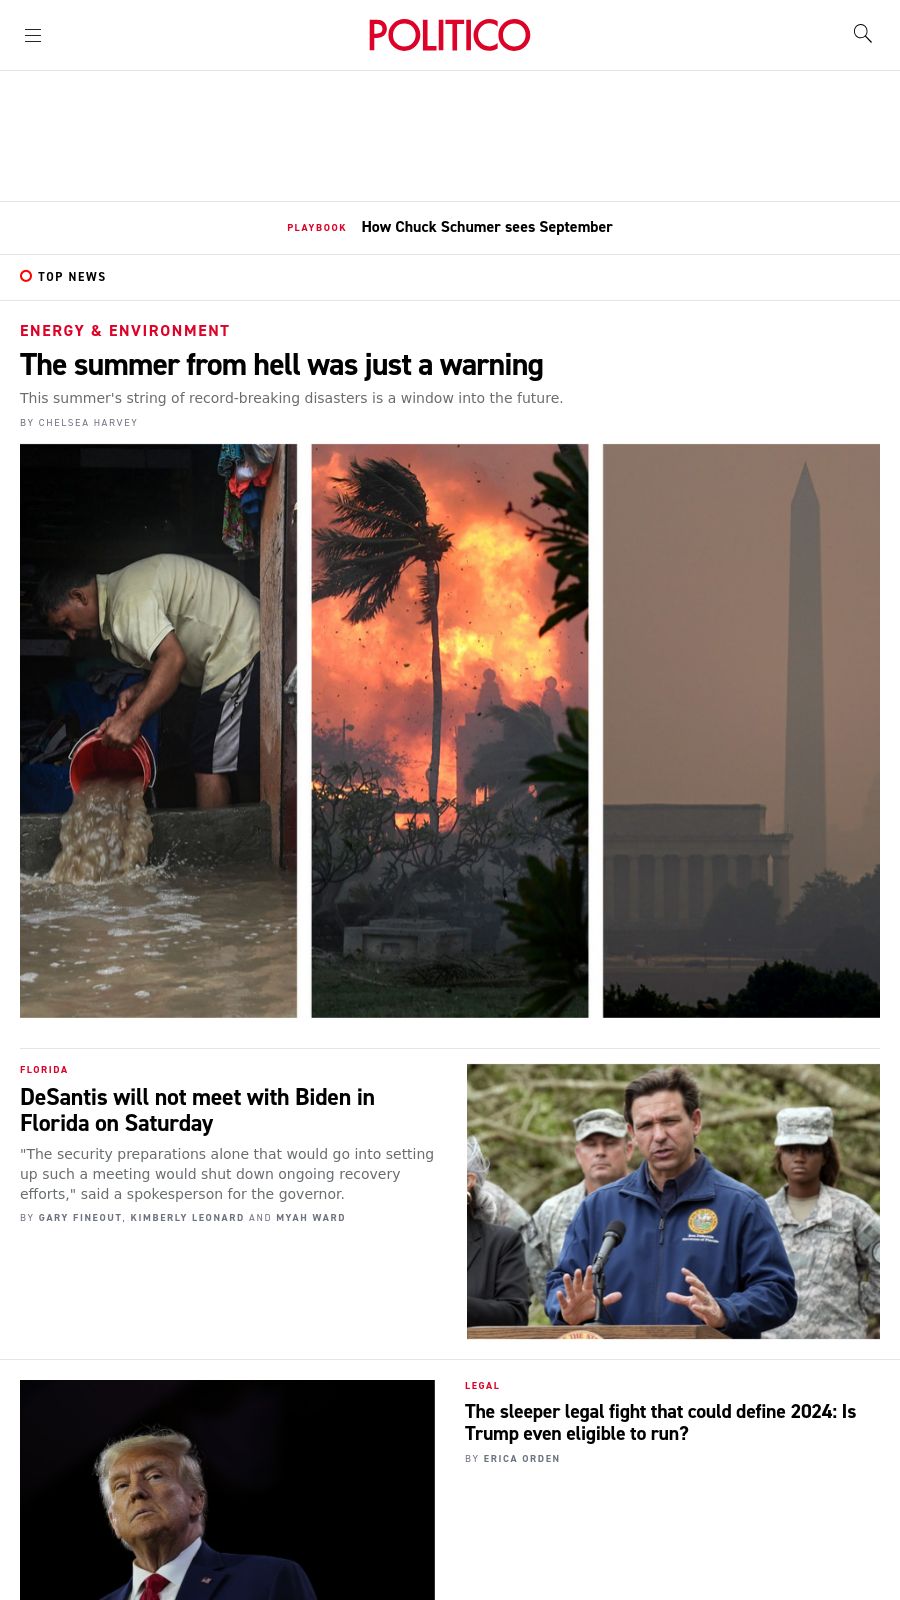 POLITICO
PLAYBOOK How Chuck Schumer sees September
TOP NEWS
ENERGY & ENVIRONMENT
The summer from hell was just a warning
This summer's string of record-breaking disasters is a window into the future.
BY CHELSEA HARVEY
FLORIDA
DeSantis will not meet with Biden in
Florida on Saturday
"The security preparations alone that would go into setting
up such a meeting would shut down ongoing recovery
efforts," said a spokesperson for the governor.
BY GARY FINEOUT, KIMBERLY LEONARD AND MYAH WARD
LEGAL
The sleeper legal fight that could define 2024: Is
Trump even eligible to run?
BY ERICA ORDEN